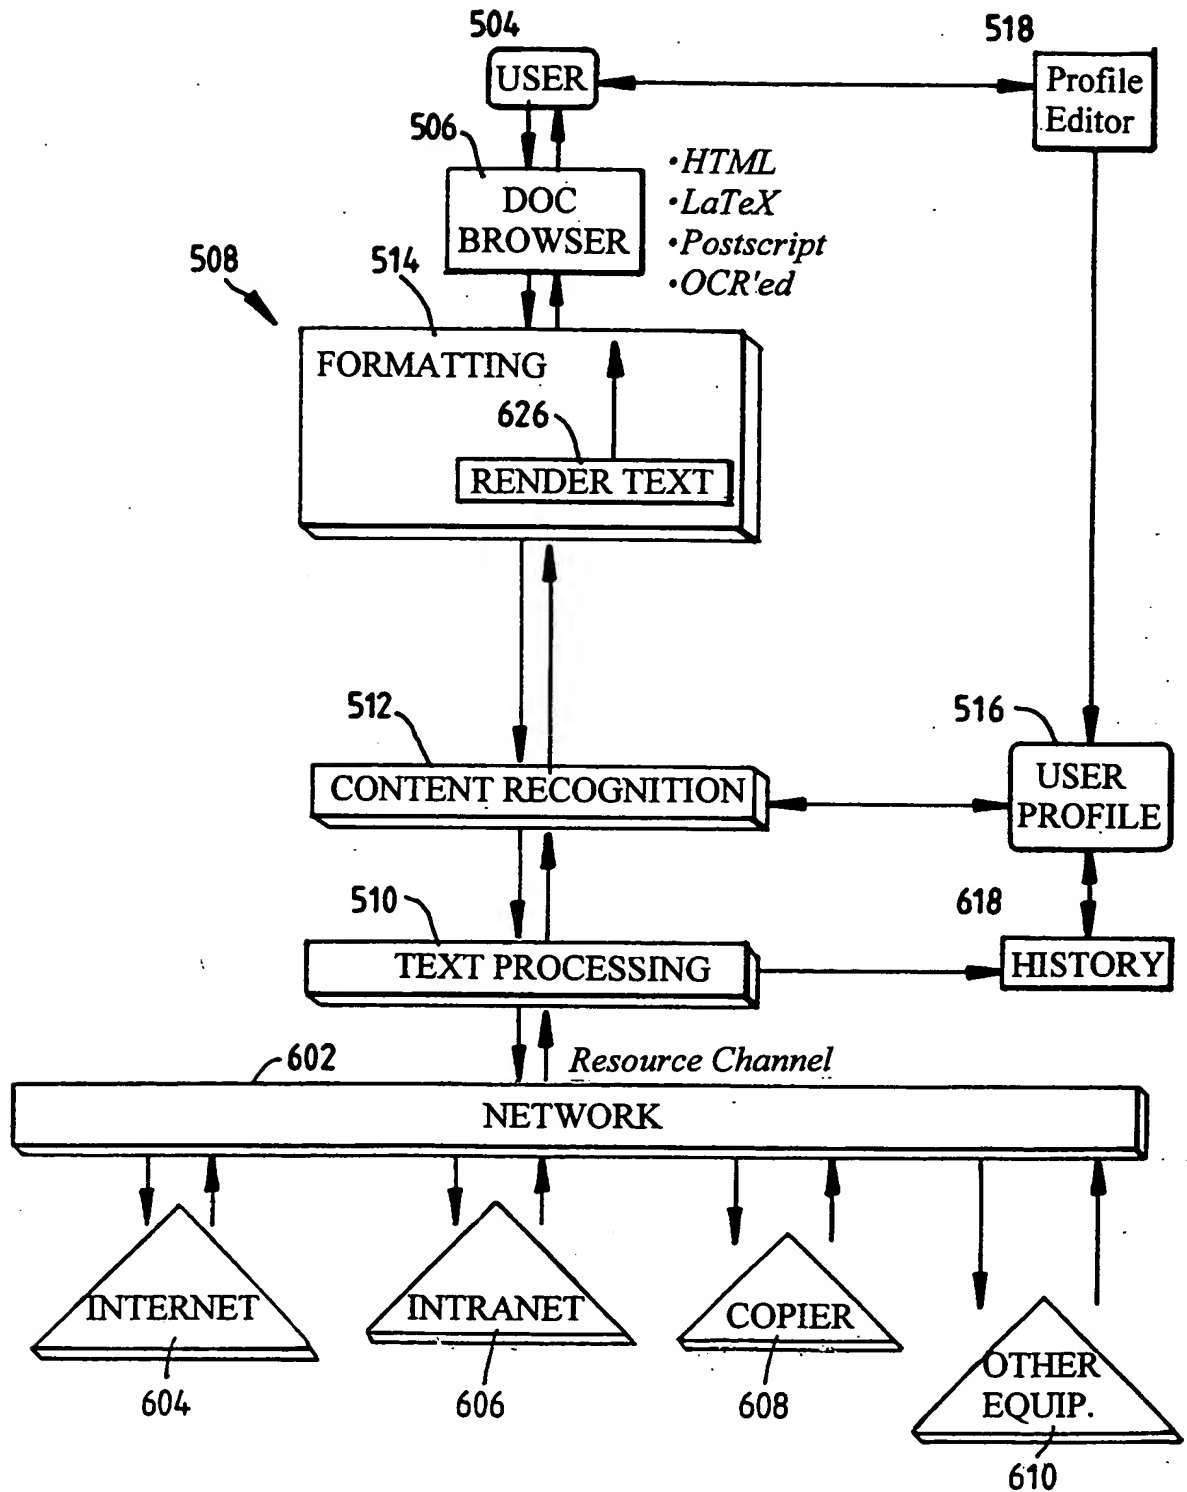 504
518
USER
Profile
Editor
506
•HTML
DOC
•LaTeX
BROWSER
•Postscript
508
514
•OCR'ed
FORMATTING
626
RENDER TEXT
512
516
CONTENT RECOGNITION
USER
PROFILE
510
618
TEXT PROCESSING
HISTORY
602
Resource Channel
NETWORK
INTERNET
INTRANET
COPIER
OTHER
EQUIP.
604
606
608
610